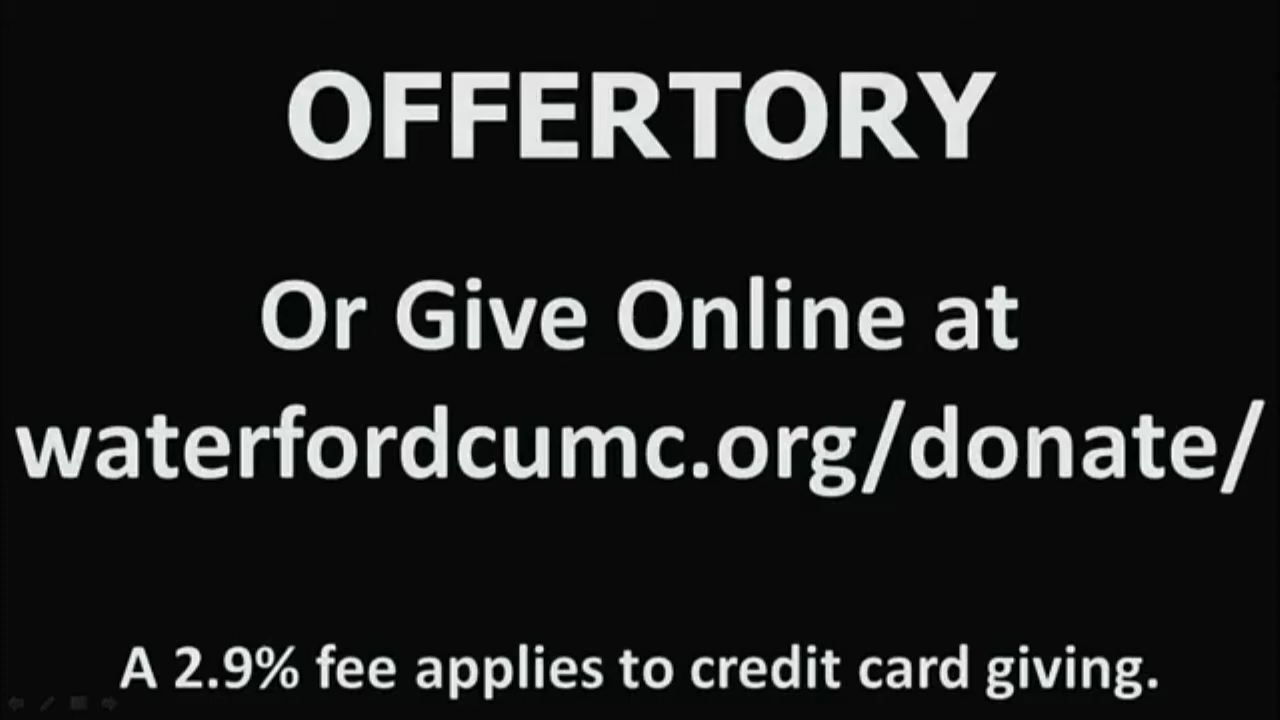 OFFERTORY
Or Give Online at
waterfordcumc.org/donate/
A 2.9% fee applies to credit card giving.